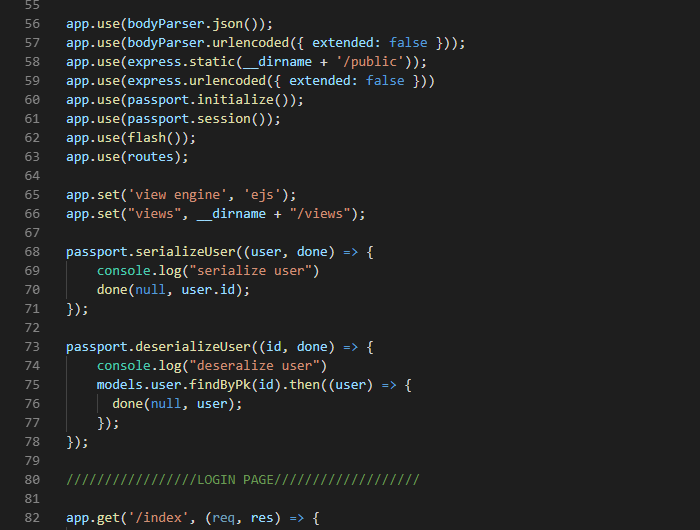 55
56 app.use(bodyParser.json());
57 app.use(bodyParser.urlencoded({ extended: false }));
58 app.use(express.static(__dirname + '/public'));
59 app.use(express.urlencoded({ extended: false }))
60 app.use(passport.initialize());
61 app.use(passport.session());
62 app.use(flash());
63 app.use(routes);
64
65 app.set('view engine', 'ejs');
66 app.set("views", __dirname + "/views");
67
68 passport.serializeUser((user, done) => {
69     console.log("serialize user")
70     done(null, user.id);
71 });
72
73 passport.deserializeUser((id, done) => {
74     console.log("deseralize user")
75     models.user.findByPk(id).then((user) => {
76       done(null, user);
77     });
78 });
79
80 /////////////////LOGIN PAGE///////////////////
81
82 app.get('/index', (req, res) => {